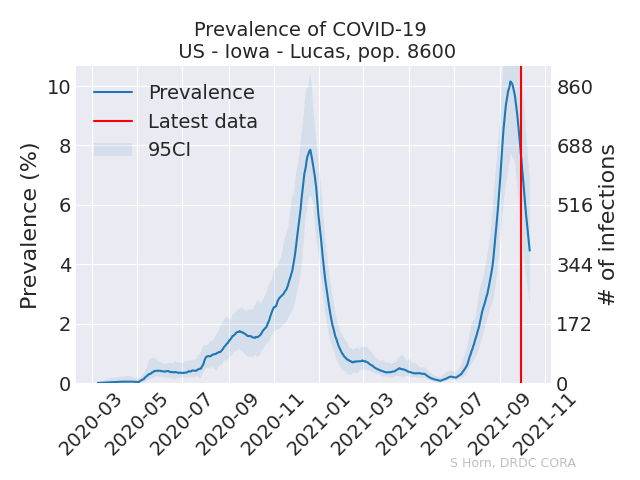 Prevalence of COVID-19
US - Iowa - Lucas, pop. 8600
Prevalence (%)
10
8
6
4
2
0
Prevalence
Latest data
95CI
860
688
516
344
172
0
# of infections
2020-03
2020-05
2020-07
2020-09
2020-11
2021-01
2021-03
2021-05
2021-07
2021-09
2021-11
S Horn, DRDC CORA